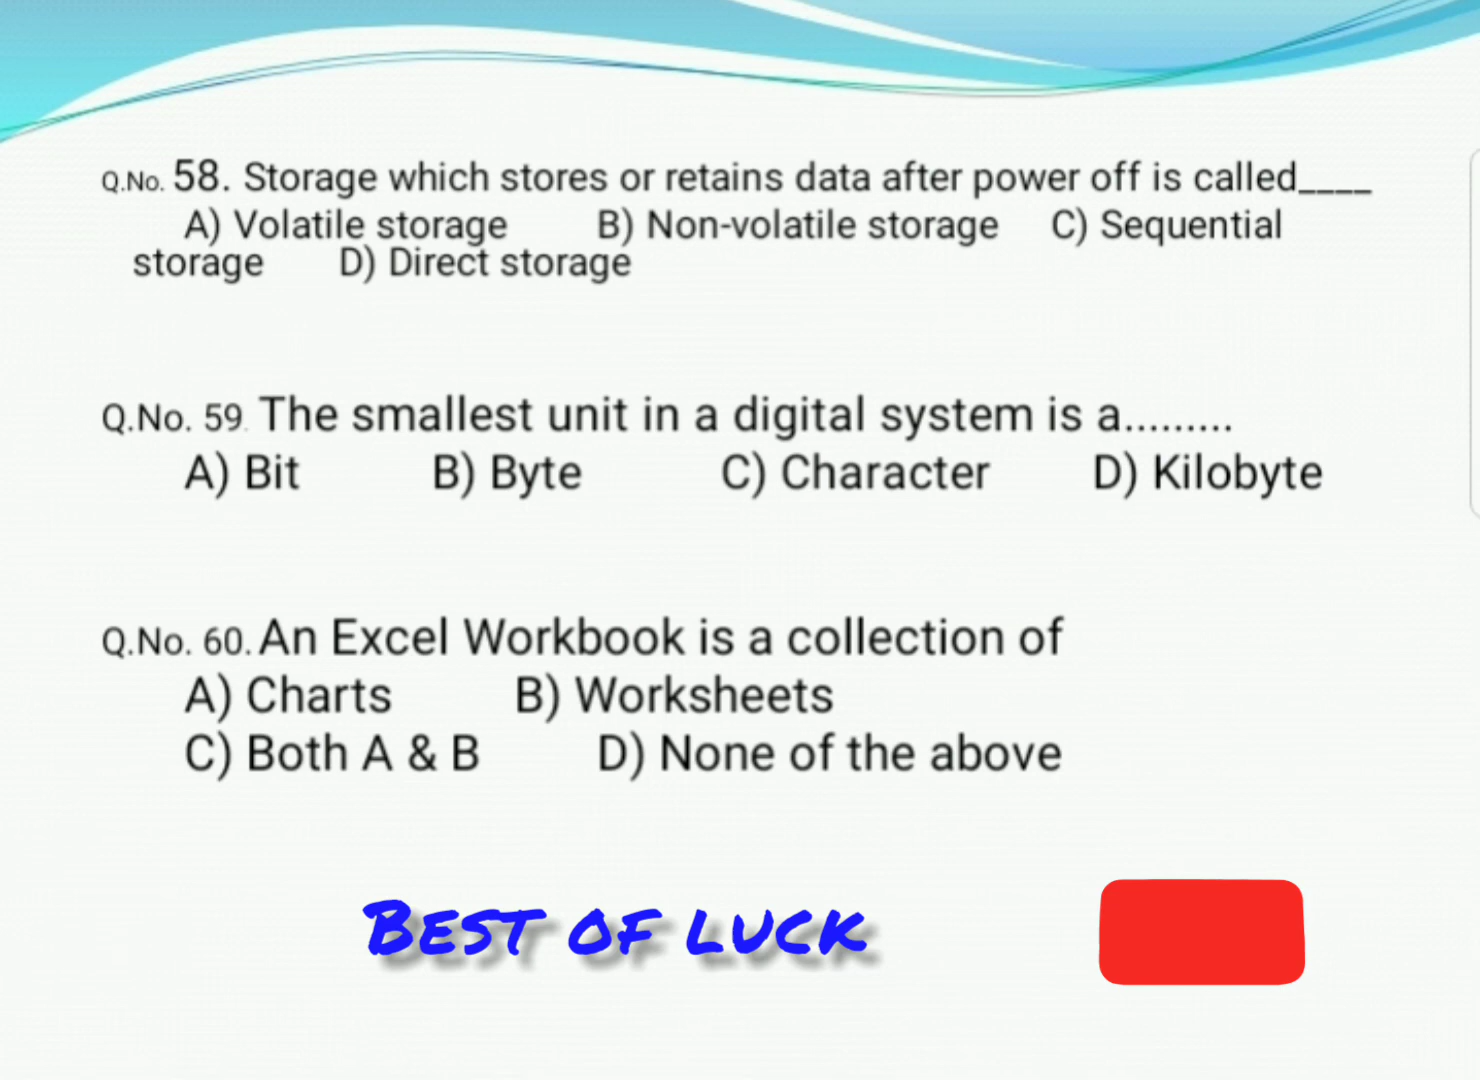 Q.No. 58. Storage which stores or retains data after power off is called____
A) Volatile storage B) Non-volatile storage C) Sequential
storage D) Direct storage
Q.No. 59. The smallest unit in a digital system is a.........
A) Bit B) Byte C) Character D) Kilobyte
Q.No. 60. An Excel Workbook is a collection of
A) Charts B) Worksheets
C) Both A & B D) None of the above
BEST OF LUCK